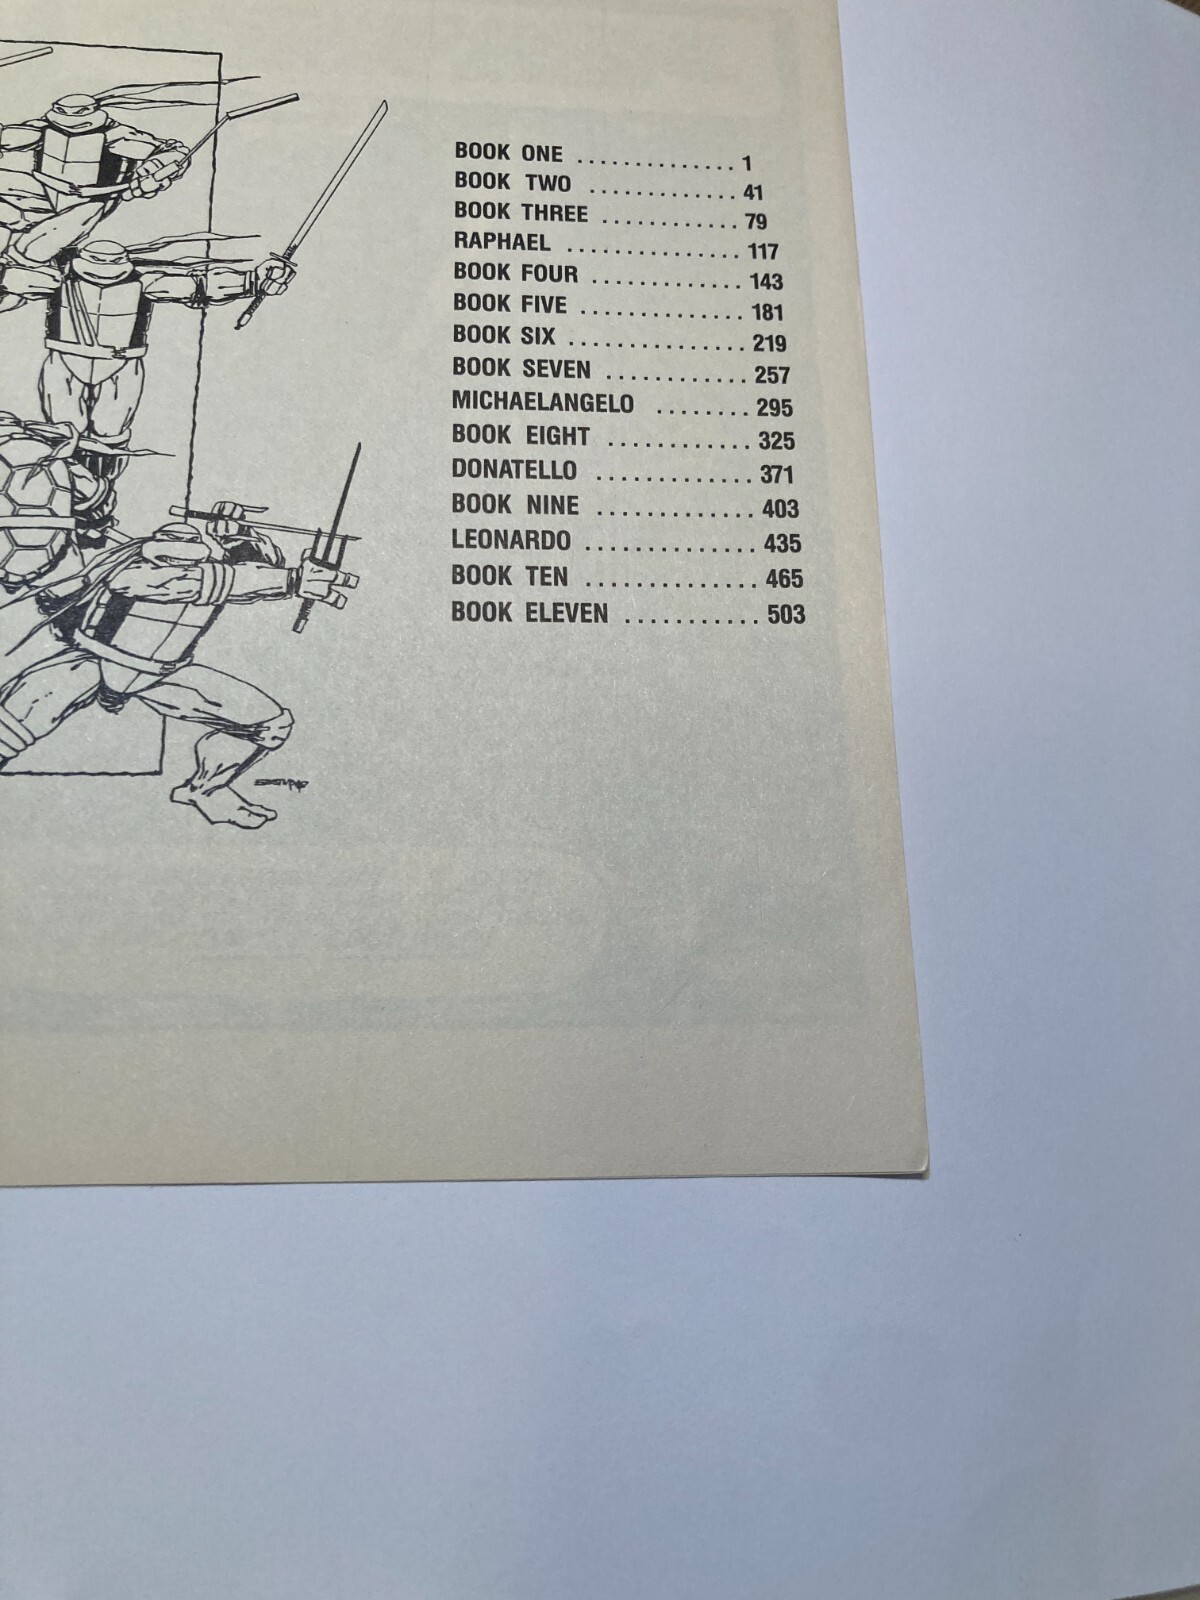 BOOK ONE .............. 1
BOOK TWO ............. 41
BOOK THREE ............ 79
RAPHAEL ............... 117
BOOK FOUR ............. 143
BOOK FIVE .............. 181
BOOK SIX ............... 219
BOOK SEVEN ............ 257
MICHAELANGELO ........ 295
BOOK EIGHT ............ 325
DONATELLO ............. 371
BOOK NINE ............. 403
LEONARDO ............... 435
BOOK TEN ............... 465
BOOK ELEVEN ........... 503